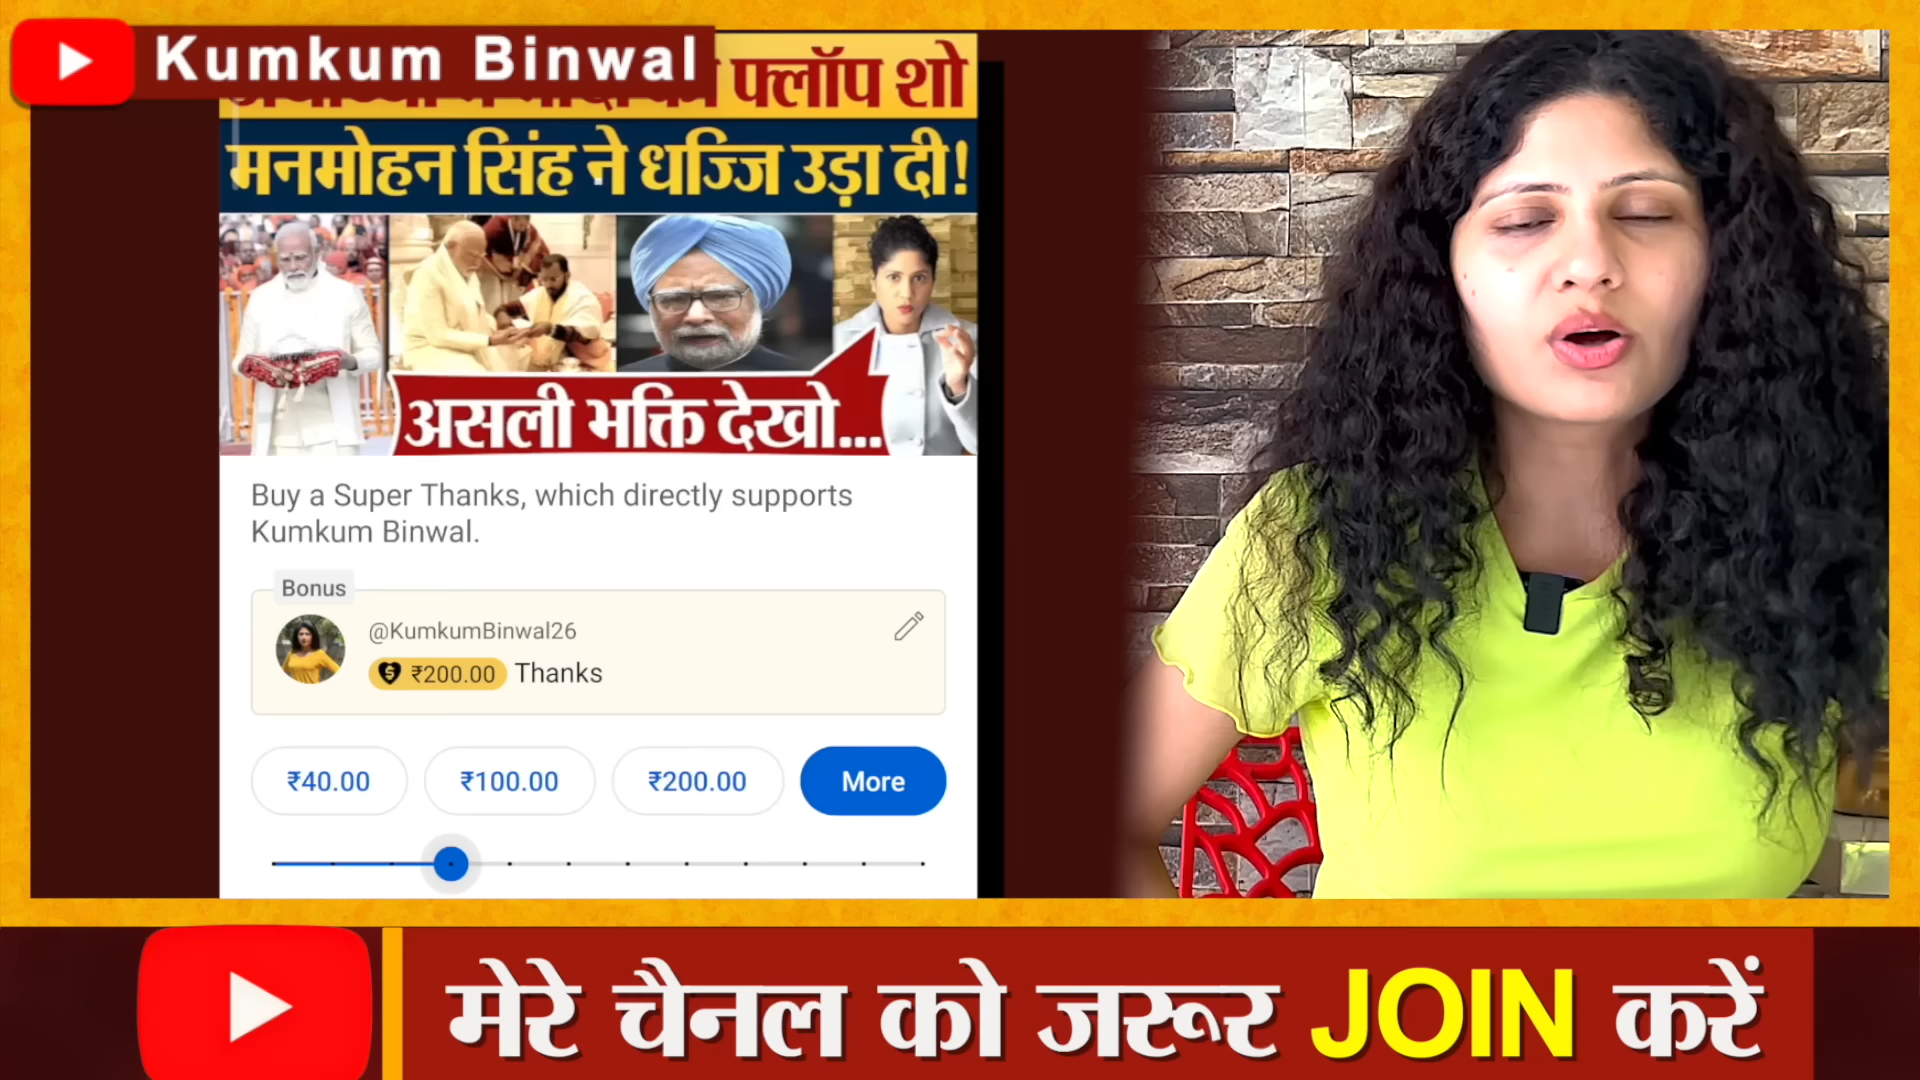 Kumkum Binwal
फ्लॉप शो
मनमोहन सिंह ने धज्जि उड़ा दी!
असली भक्ति देखो...
Buy a Super Thanks, which directly supports
Kumkum Binwal.
Bonus
@KumkumBinwal26
₹200.00 Thanks
₹40.00 ₹100.00 ₹200.00 More
मेरे चैनल को जरूर JOIN करें